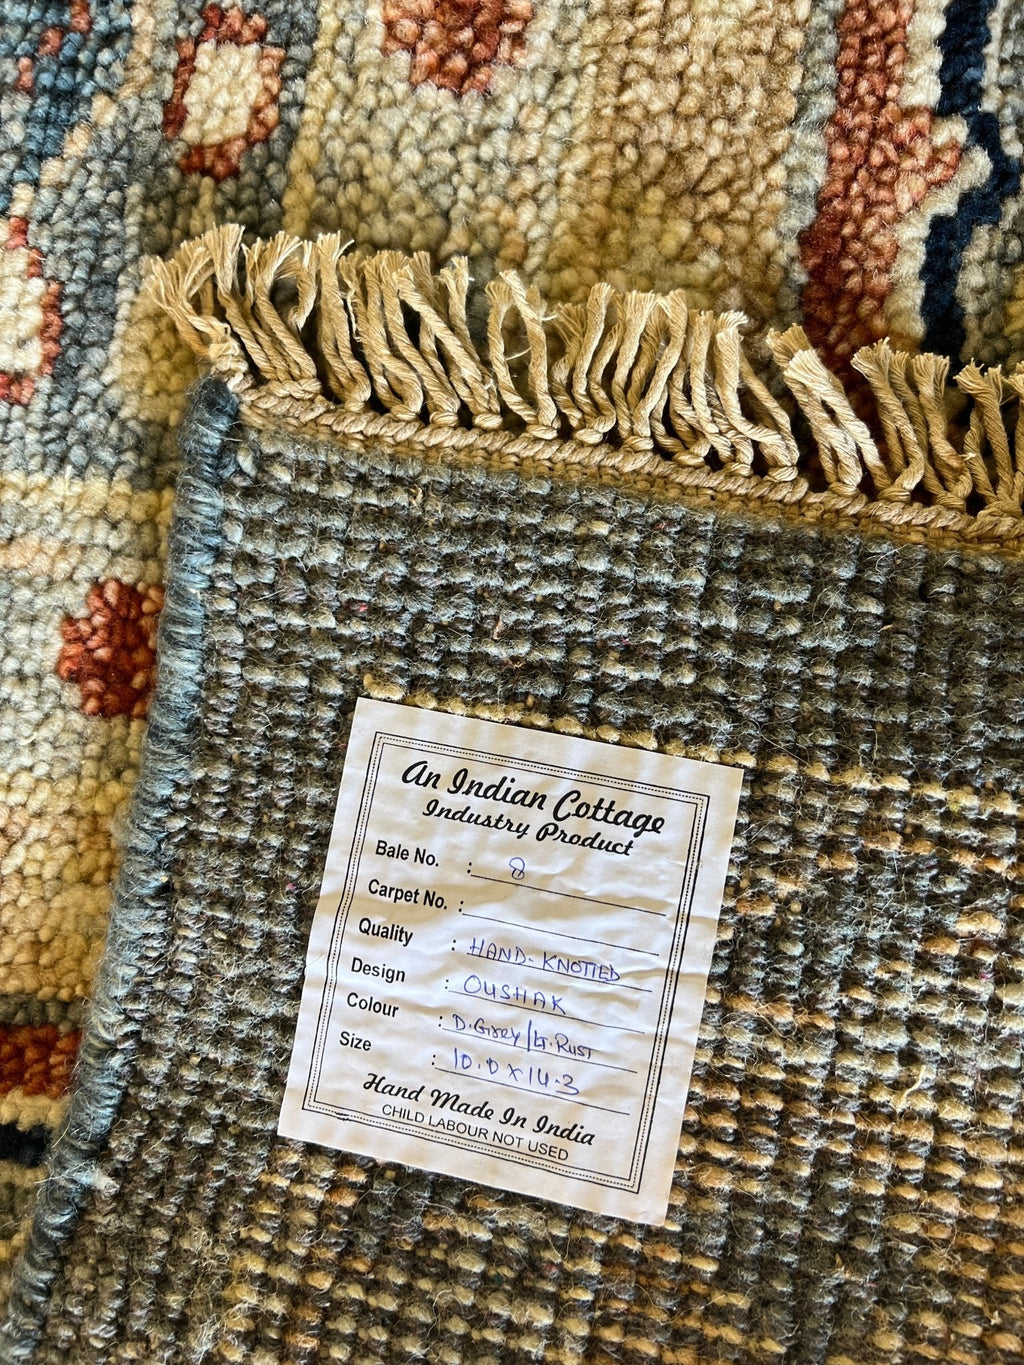 An Indian Cottage
Industry Product
Bale No. : 8
Carpet No. :
Quality : HAND-KNOTTED
Design : OUSHAK
Colour : D.Grey/LT.RUST
Size : 10.0 x 14.3
Hand Made In India
CHILD LABOUR NOT USED